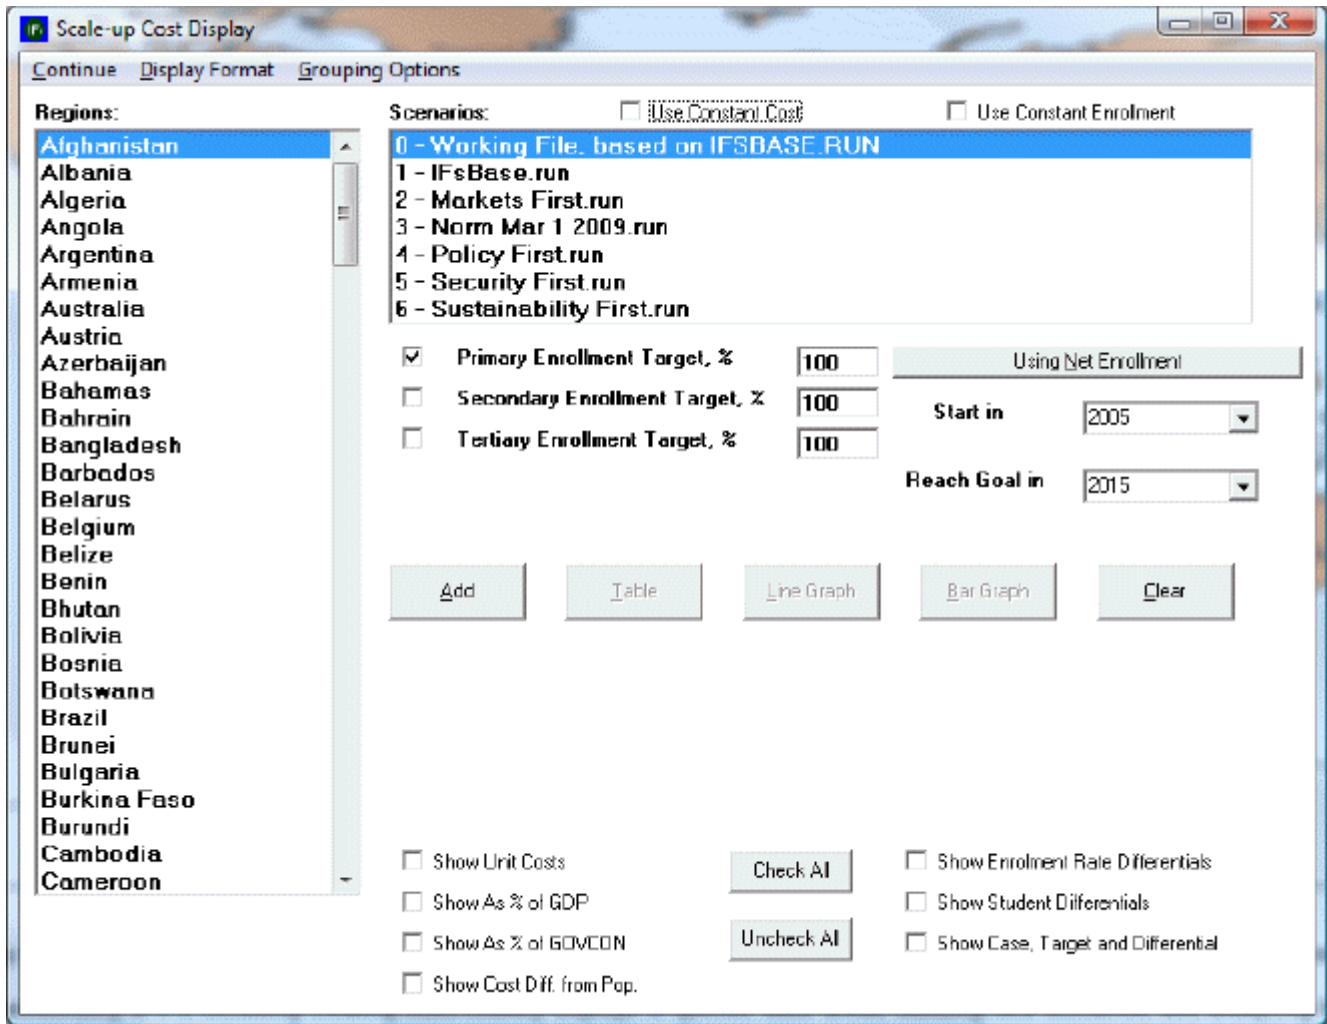 Scale-up Cost Display
Continue Display Format Grouping Options
Regions:
Afghanistan
Albania
Algeria
Angola
Argentina
Armenia
Australia
Austria
Azerbaijan
Bahamas
Bahrain
Bangladesh
Barbados
Belarus
Belgium
Belize
Benin
Bhutan
Bolivia
Bosnia
Botswana
Brazil
Brunei
Bulgaria
Burkina Faso
Burundi
Cambodia
Cameroon
Scenarios: Use Constant Cost Use Constant Enrolment
0 - Working File. based on IFSBASE.RUN
1 - IFsBase.run
2 - Markets First.run
3 - Norm Mar 1 2009.run
4 - Policy First.run
5 - Security First.run
6 - Sustainability First.run
Primary Enrollment Target, % 100 Using Net Enrollment
Secondary Enrollment Target, % 100 Start in 2005
Tertiary Enrollment Target, % 100
Reach Goal in 2015
Add Table Line Graph Bar Graph Clear
Show Unit Costs Check All Show Enrolment Rate Differentials
Show As % of GDP Show Student Differentials
Show As % of GOVCON Uncheck All Show Case, Target and Differential
Show Cost Diff. from Pop.